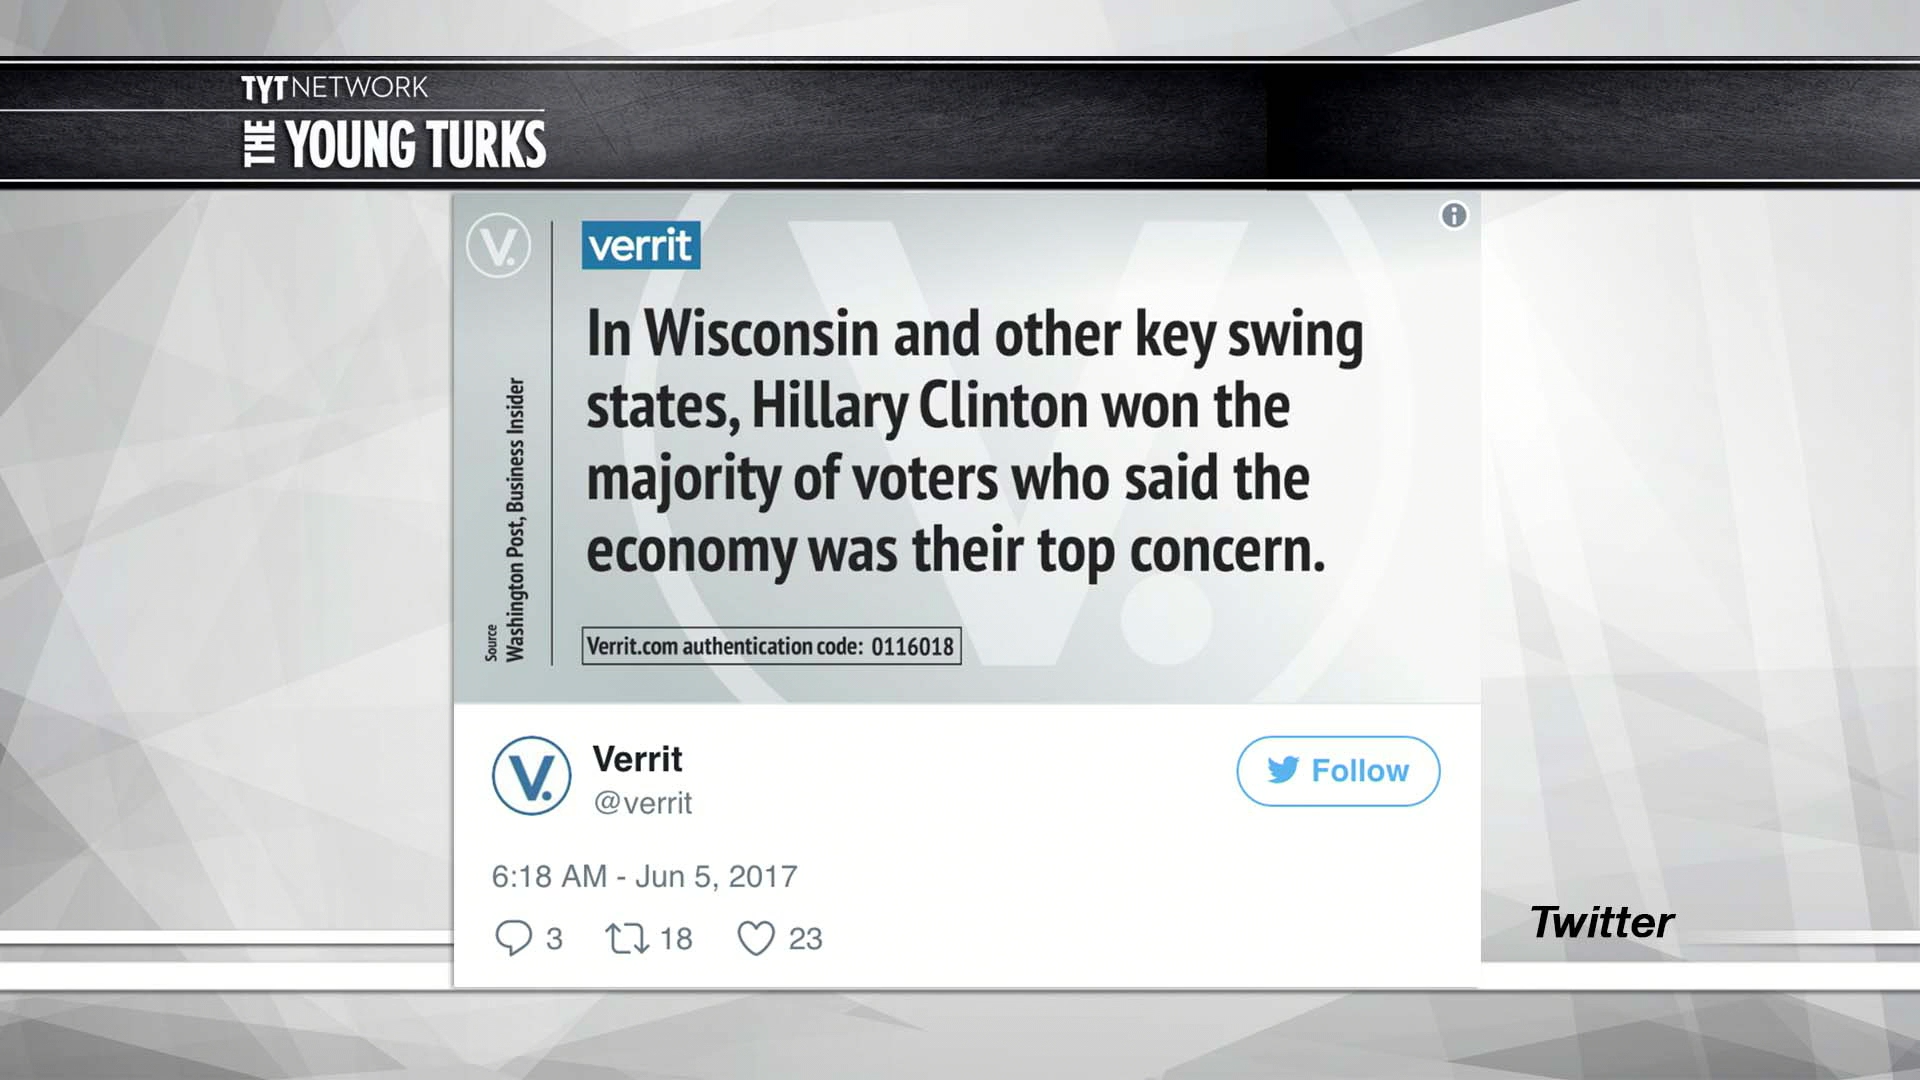 TYT NETWORK
THE YOUNG TURKS
V.
verrit
In Wisconsin and other key swing
states, Hillary Clinton won the
majority of voters who said the
economy was their top concern.
Source
Washington Post, Business Insider
Verrit.com authentication code: 0116018
V.
Verrit
@verrit
Follow
6:18 AM - Jun 5, 2017
3 18 23
Twitter